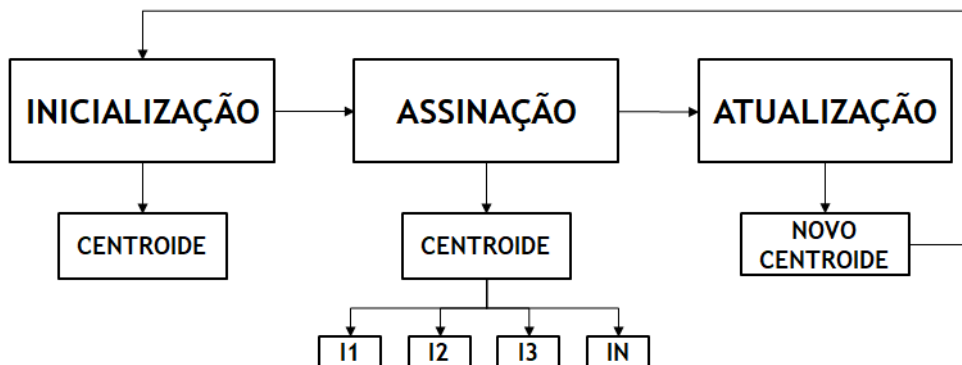 INICIALIZAÇÃO
ASSINAÇÃO
ATUALIZAÇÃO
CENTROIDE
CENTROIDE
NOVO
CENTROIDE
I1
I2
I3
IN